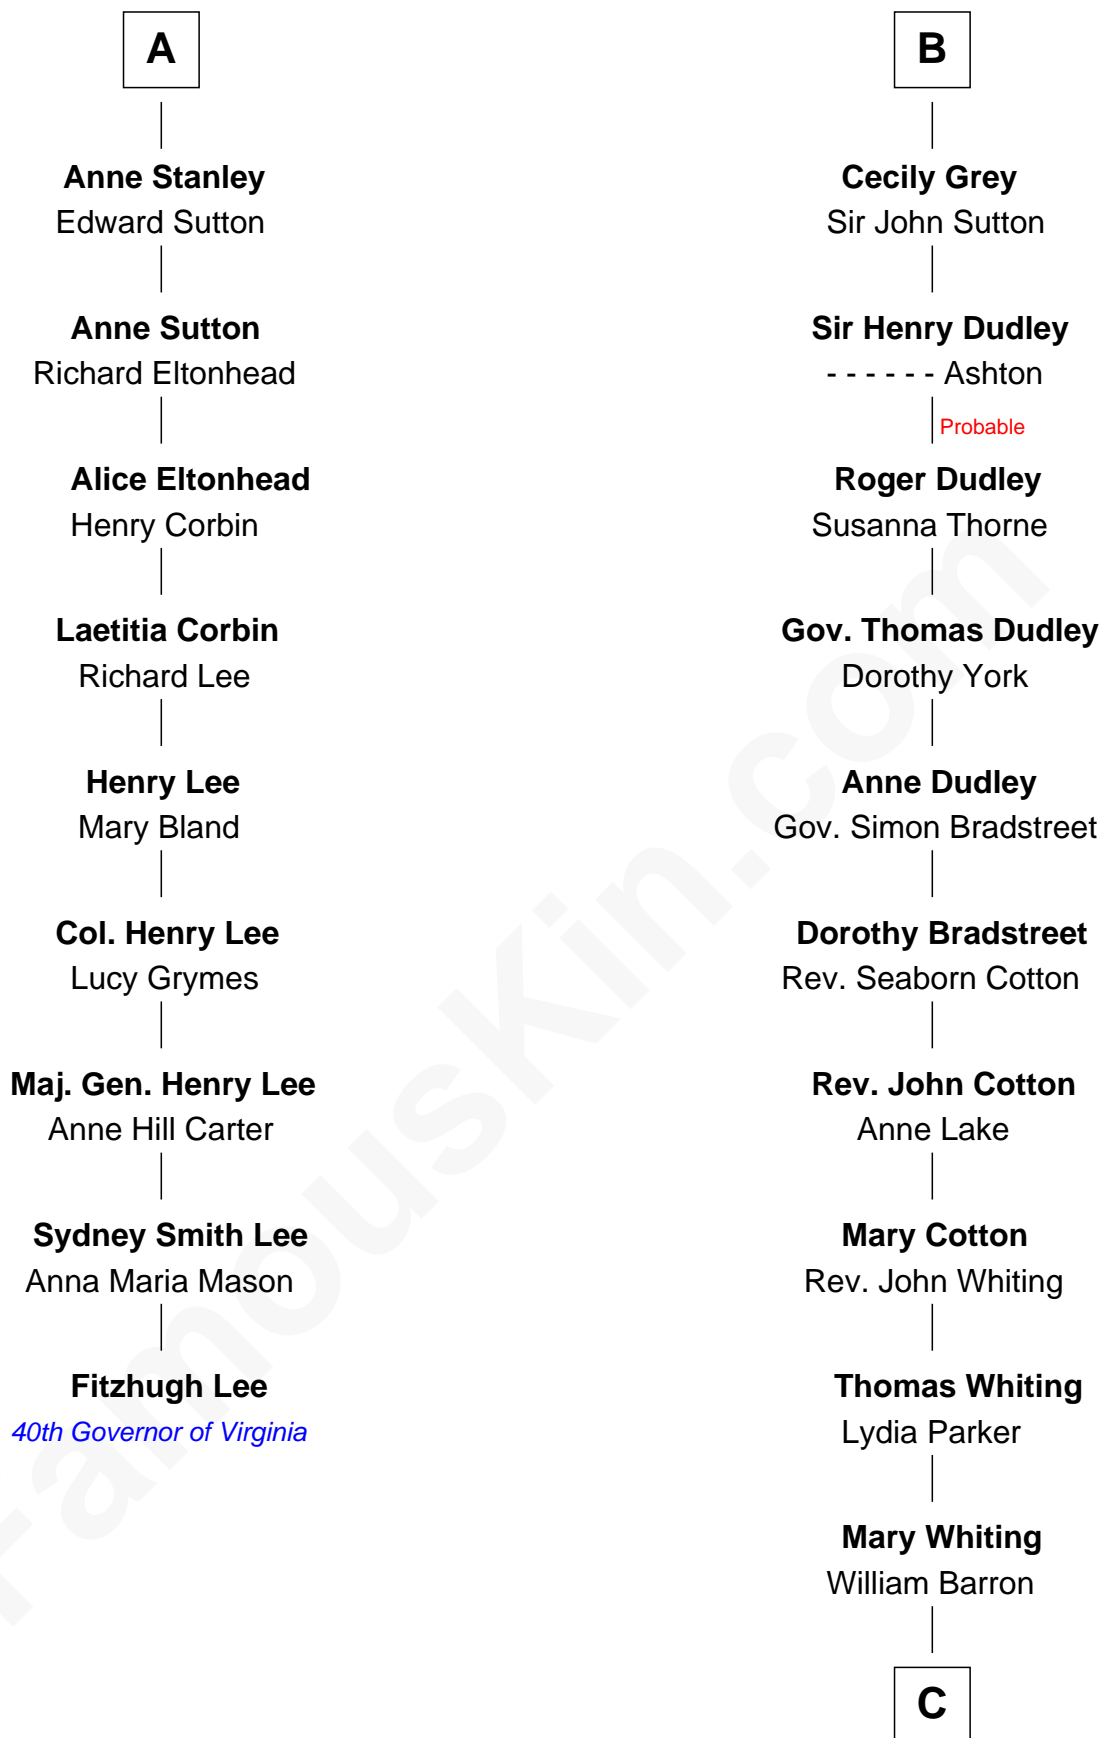 A
Anne Stanley
Edward Sutton
Anne Sutton
Richard Eltonhead
Alice Eltonhead
Henry Corbin
Laetitia Corbin
Richard Lee
Henry Lee
Mary Bland
Col. Henry Lee
Lucy Grymes
Maj. Gen. Henry Lee
Anne Hill Carter
Sydney Smith Lee
Anna Maria Mason
Fitzhugh Lee
40th Governor of Virginia
B
Cecily Grey
Sir John Sutton
Sir Henry Dudley
- - - - - - Ashton
Probable
Roger Dudley
Susanna Thorne
Gov. Thomas Dudley
Dorothy York
Anne Dudley
Gov. Simon Bradstreet
Dorothy Bradstreet
Rev. Seaborn Cotton
Rev. John Cotton
Anne Lake
Mary Cotton
Rev. John Whiting
Thomas Whiting
Lydia Parker
Mary Whiting
William Barron
C
FamousKin.com